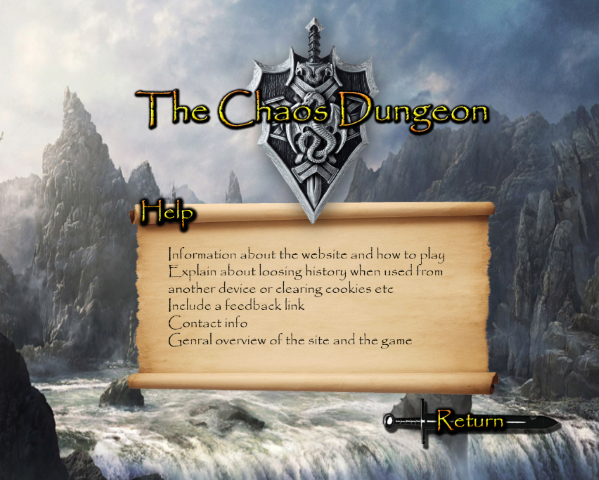 The Chaos Dungeon
Help
Information about the website and how to play
Explain about loosing history when used from
another device or clearing cookies etc
Include a feedback link
Contact info
Genral overview of the site and the game
Return